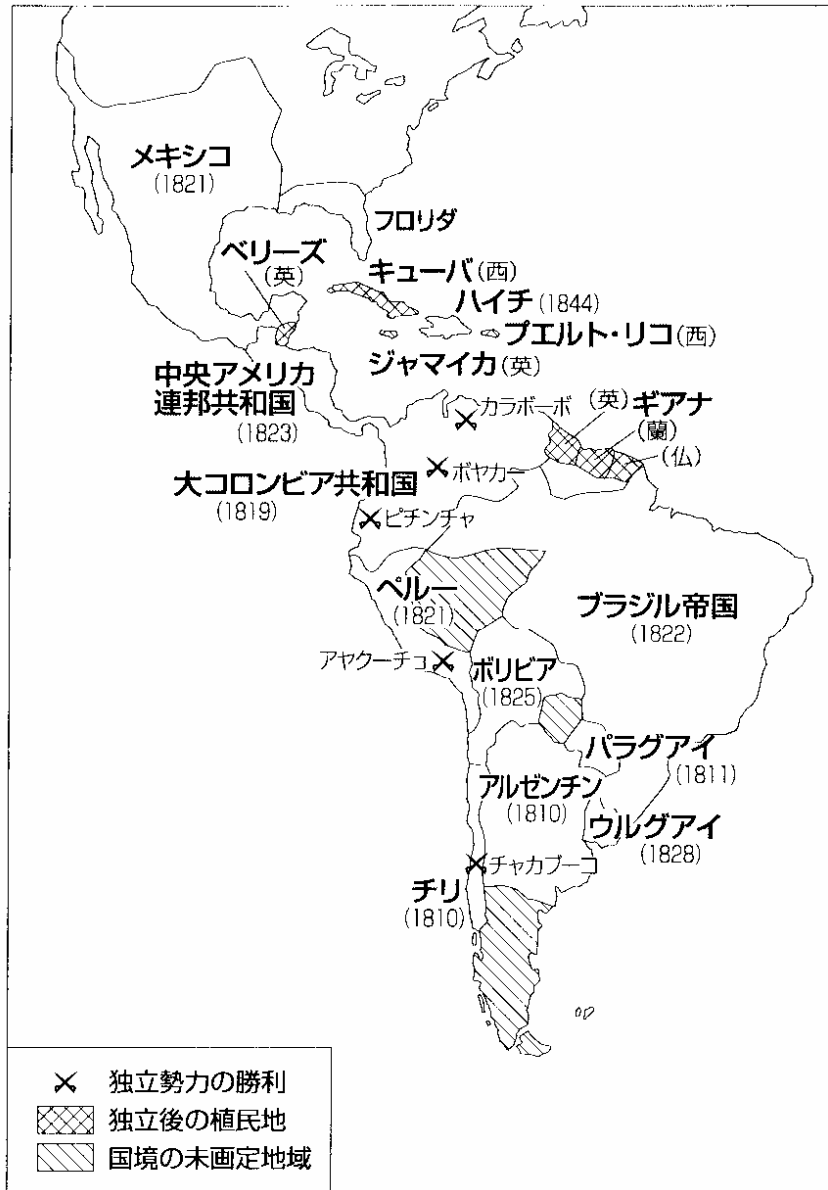 メキシコ
(1821)
フロリダ
ベリーズ
(英)
キューバ(西)
ハイチ(1844)
プエルト・リコ(西)
ジャマイカ(英)
中央アメリカ
連邦共和国
(1823)
カラボーボ
(英)ギアナ
(蘭)
(仏)
ボヤカー
大コロンビア共和国
(1819)
ピチンチャ
ペルー
(1821)
ブラジル帝国
(1822)
アヤクーチョ
ボリビア
(1825)
パラグアイ
(1811)
アルゼンチン
(1810)
ウルグアイ
(1828)
チャカブーコ
チリ
(1810)
独立勢力の勝利
独立後の植民地
国境の未画定地域